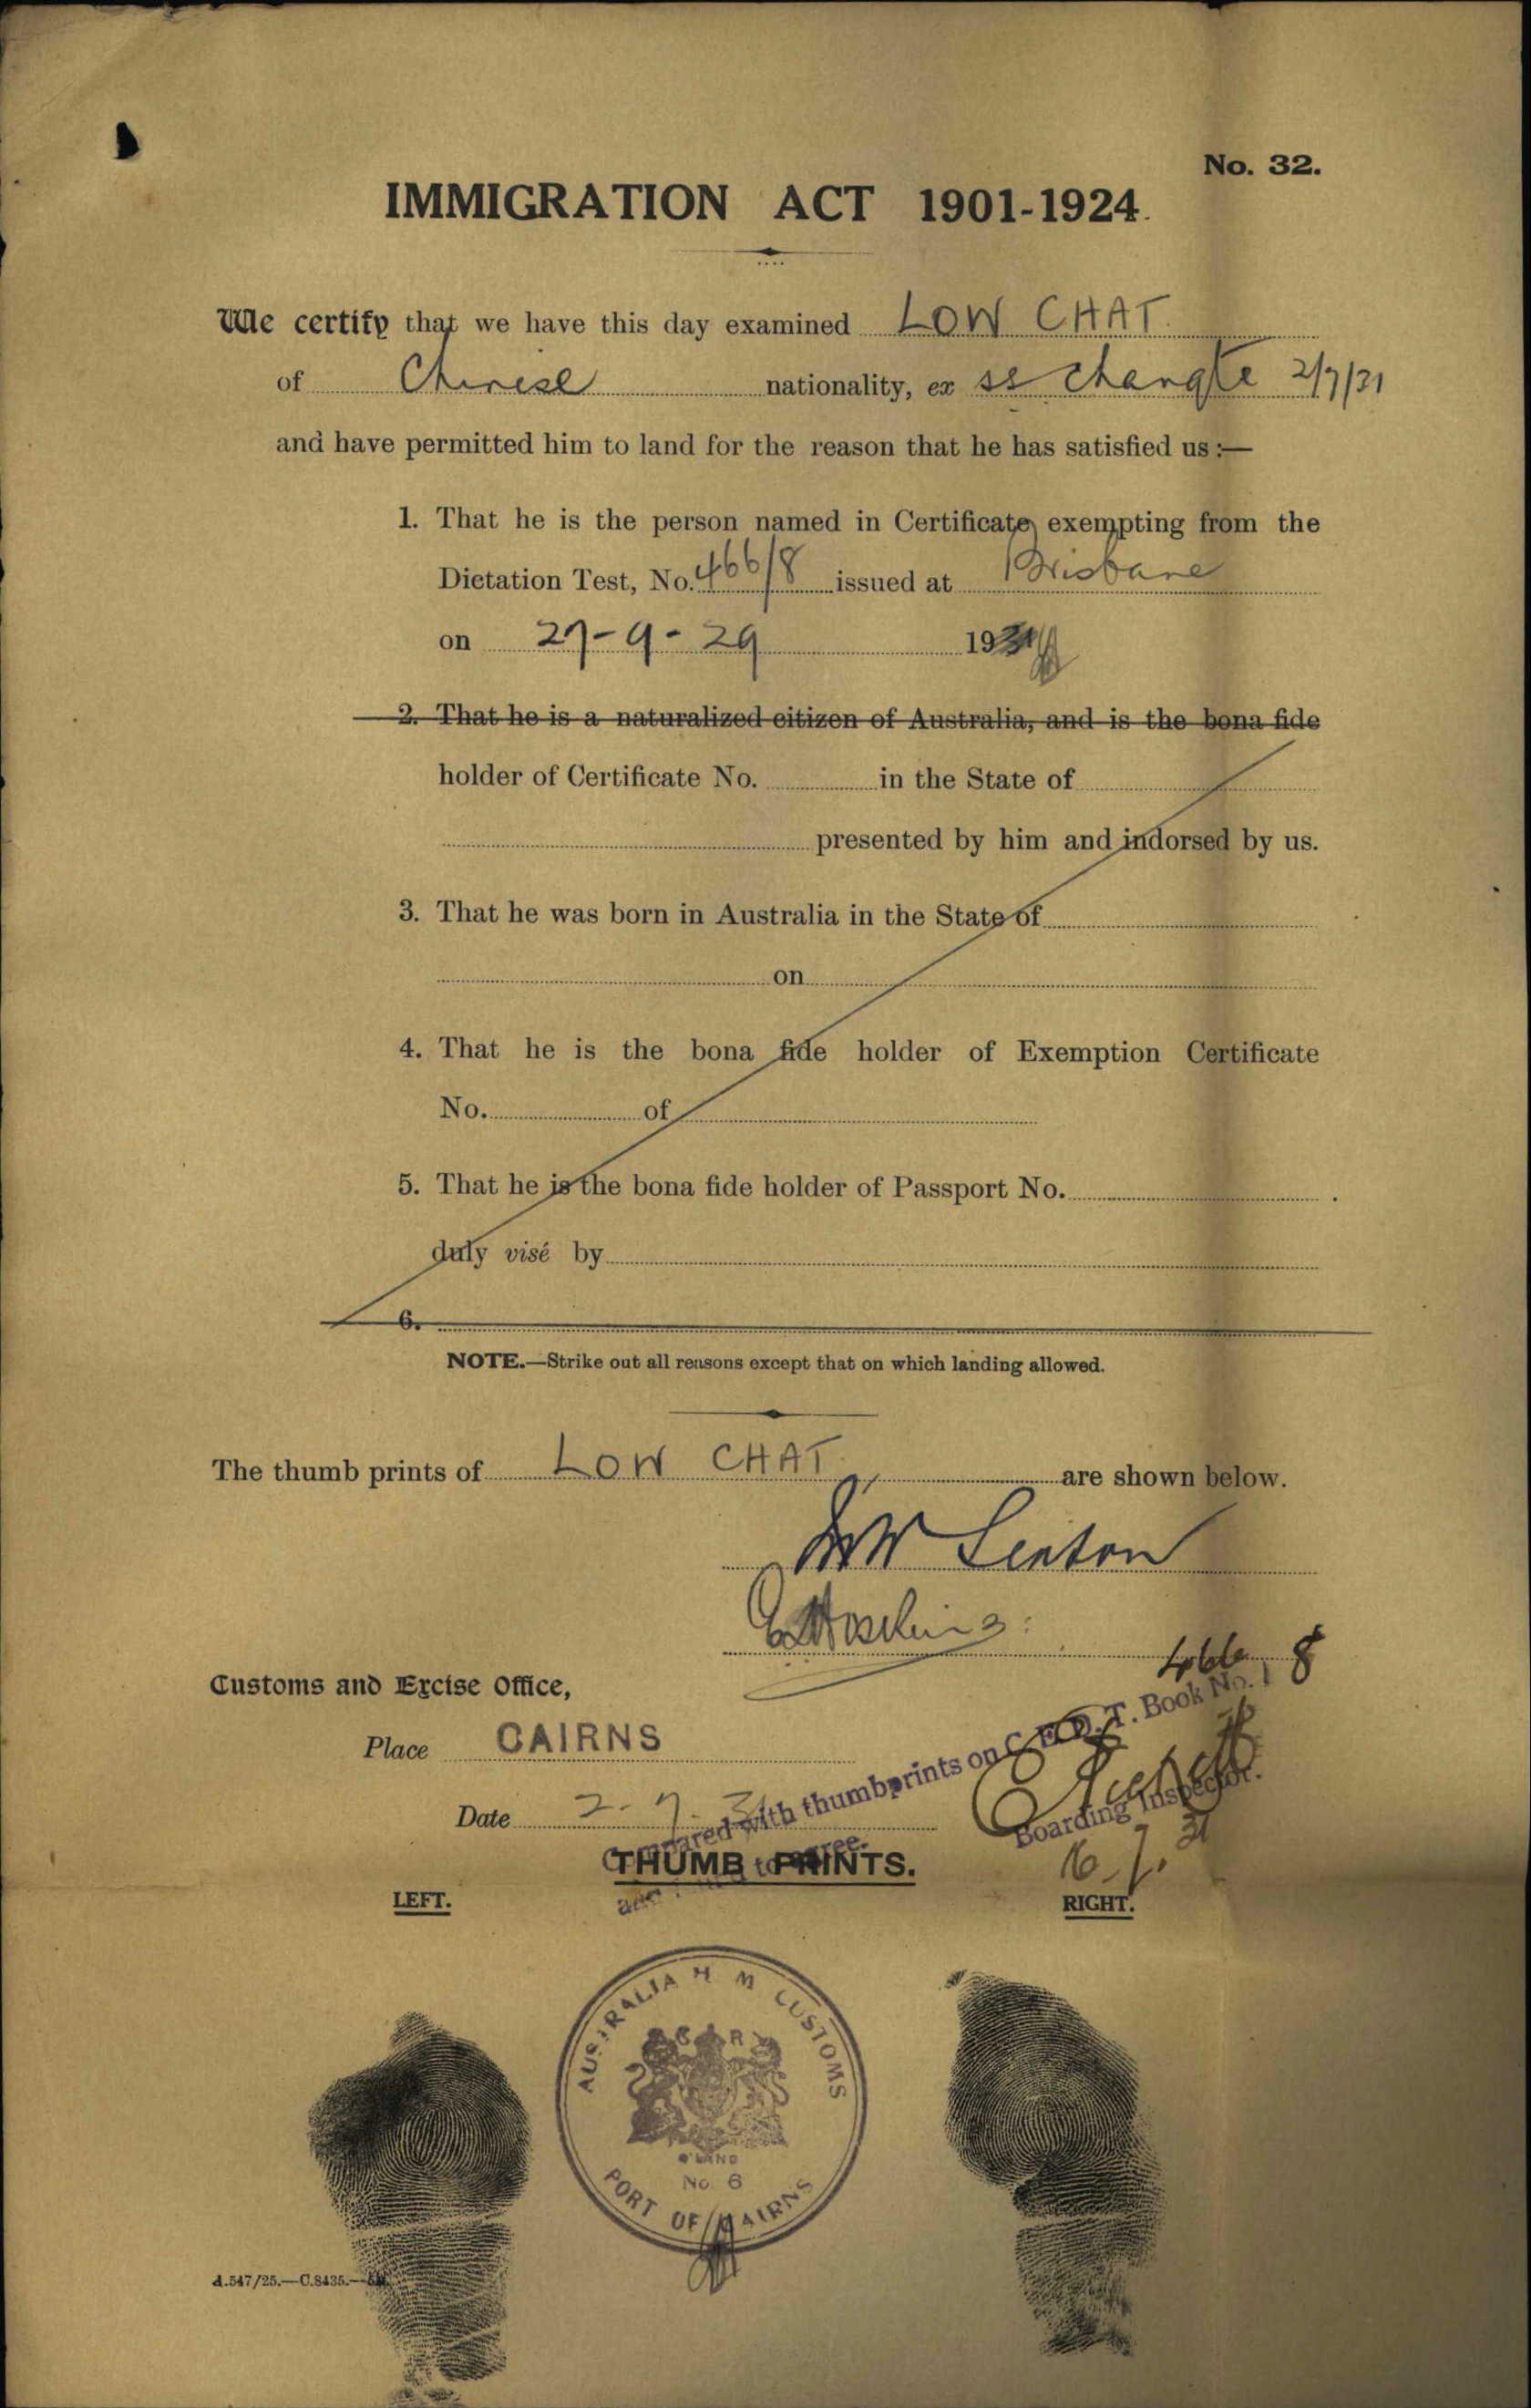 No. 32.
IMMIGRATION ACT 1901-1924.
We certify that we have this day examined LOW CHAT
of Chinese nationality, ex ss Changte 2/7/31
and have permitted him to land for the reason that he has satisfied us :—
1. That he is the person named in Certificate exempting from the
Dictation Test, No. 466/8 issued at Brisbane
on 27-9-29 19
2. That he is a naturalized citizen of Australia, and is the bona fide
holder of Certificate No. in the State of
presented by him and indorsed by us.
3. That he was born in Australia in the State of
on
4. That he is the bona fide holder of Exemption Certificate
No. of
5. That he is the bona fide holder of Passport No.
duly visé by
6.
NOTE.—Strike out all reasons except that on which landing allowed.
The thumb prints of LOW CHAT are shown below.
Linton
Hoskins
Customs and Excise Office,
466 8
Compared with thumbprints on C.E.D.T. Book No.
and to agree.
Boarding Inspector.
16.7.31
Place CAIRNS
Date 2.7.31
THUMB PRINTS.
LEFT.
RIGHT.
AUSTRALIA H M CUSTOMS
G R
Q'LAND
No. 6
PORT OF CAIRNS
A.547/25.—C.8435.—